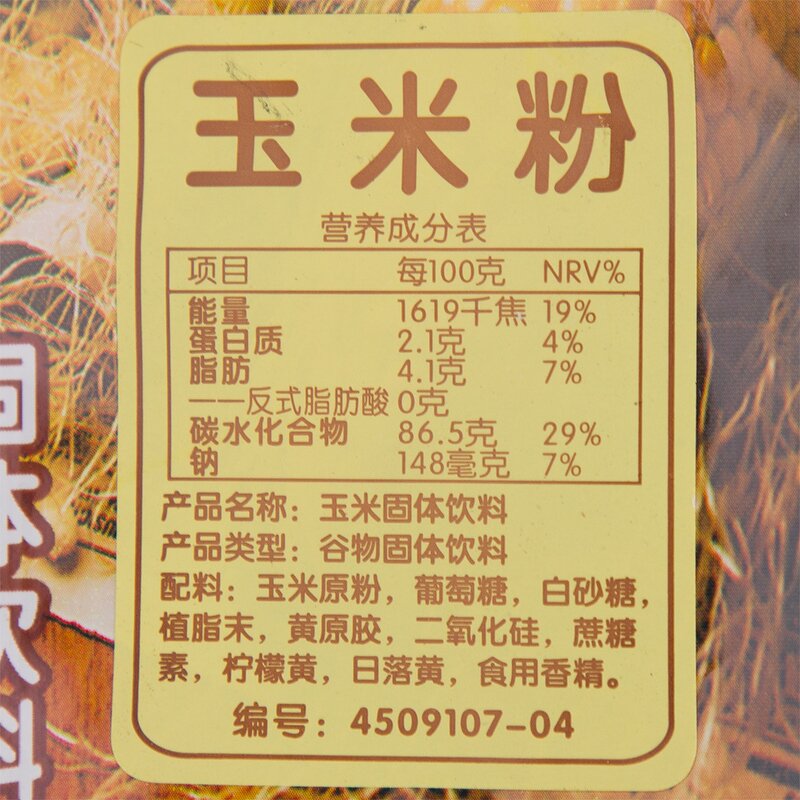 玉米粉
营养成分表
项目 每100克 NRV%
能量 1619千焦 19%
蛋白质 2.1克 4%
脂肪 4.1克 7%
——反式脂肪酸 0克
碳水化合物 86.5克 29%
钠 148毫克 7%
产品名称：玉米固体饮料
产品类型：谷物固体饮料
配料：玉米原粉，葡萄糖，白砂糖，
植脂末，黄原胶，二氧化硅，蔗糖
素，柠檬黄，日落黄，食用香精。
编号：4509107-04
固体饮料